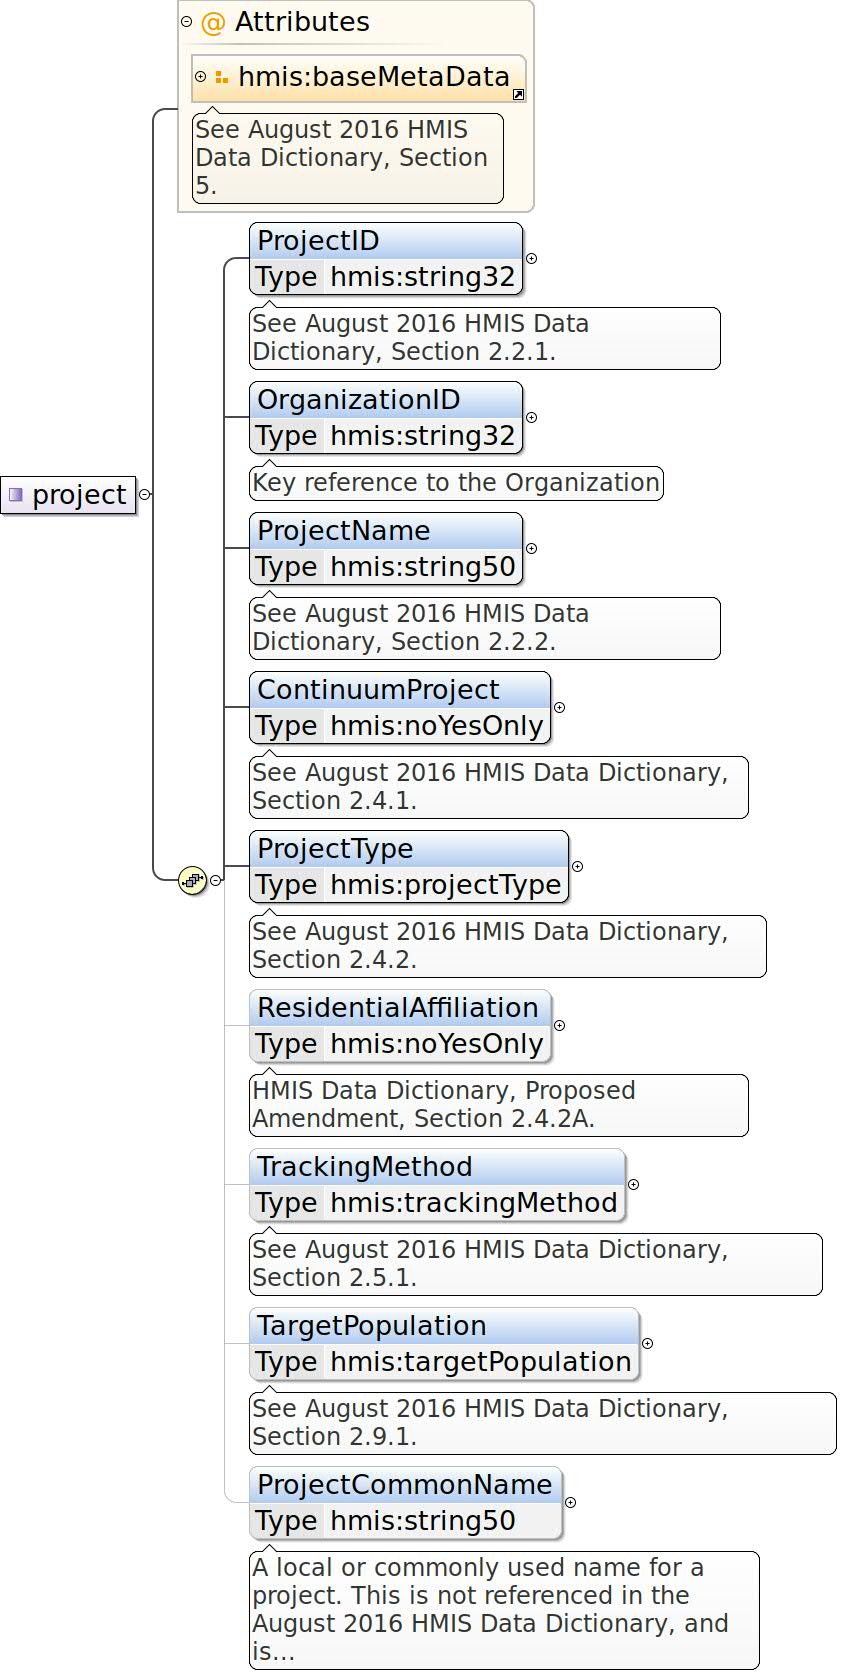 @ Attributes
hmis:baseMetaData
See August 2016 HMIS
Data Dictionary, Section
5.
ProjectID
Type hmis:string32
See August 2016 HMIS Data
Dictionary, Section 2.2.1.
OrganizationID
Type hmis:string32
Key reference to the Organization
project
ProjectName
Type hmis:string50
See August 2016 HMIS Data
Dictionary, Section 2.2.2.
ContinuumProject
Type hmis:noYesOnly
See August 2016 HMIS Data Dictionary,
Section 2.4.1.
ProjectType
Type hmis:projectType
See August 2016 HMIS Data Dictionary,
Section 2.4.2.
ResidentialAffiliation
Type hmis:noYesOnly
HMIS Data Dictionary, Proposed
Amendment, Section 2.4.2A.
TrackingMethod
Type hmis:trackingMethod
See August 2016 HMIS Data Dictionary,
Section 2.5.1.
TargetPopulation
Type hmis:targetPopulation
See August 2016 HMIS Data Dictionary,
Section 2.9.1.
ProjectCommonName
Type hmis:string50
A local or commonly used name for a
project. This is not referenced in the
August 2016 HMIS Data Dictionary, and
is...